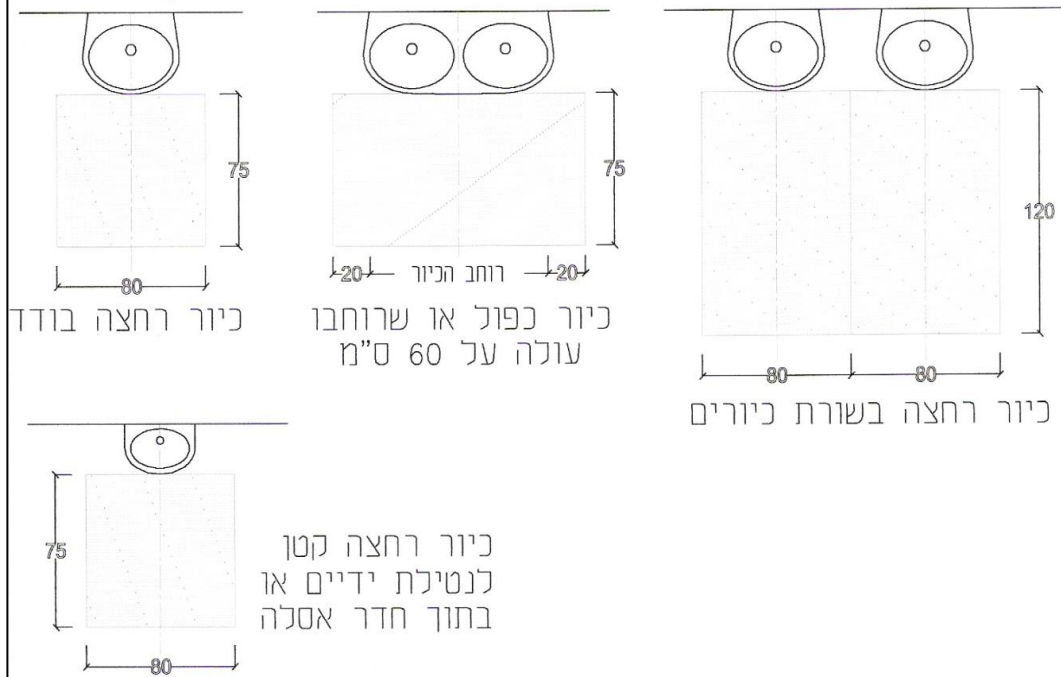 75
80
כיור רחצה בודד
75
20 רוחב הכיור 20
כיור כפול או שרוחבו
עולה על 60 ס"מ
120
80 80
כיור רחצה בשורת כיורים
75
כיור רחצה קטן
לנטילת ידיים או
בתוך חדר אסלה
80